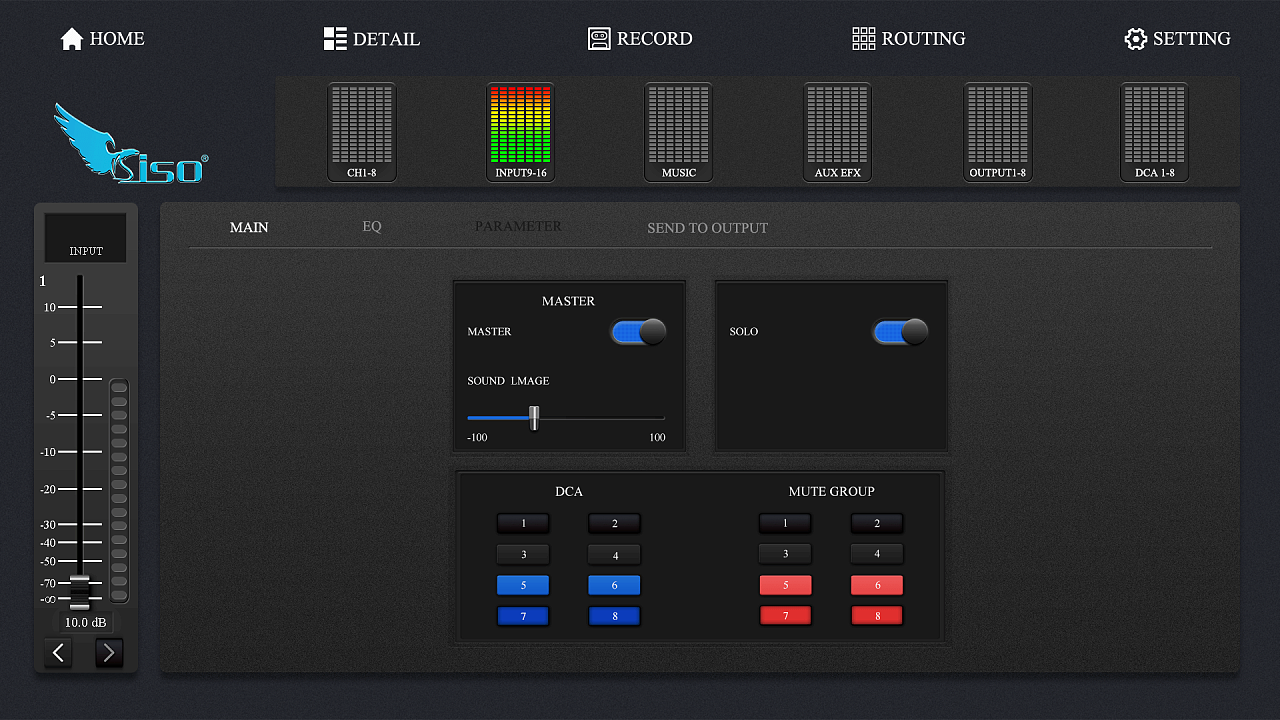 HOME
DETAIL
RECORD
ROUTING
SETTING
Siso®
CH1-8
INPUT9-16
MUSIC
AUX EFX
OUTPUT1-8
DCA 1-8
INPUT
1
10
5
0
-5
-10
-20
-30
-40
-50
-70
-∞
10.0 dB
MAIN
EQ
PARAMETER
SEND TO OUTPUT
MASTER
MASTER
SOUND LMAGE
-100
100
SOLO
DCA
1
2
3
4
5
6
7
8
MUTE GROUP
1
2
3
4
5
6
7
8